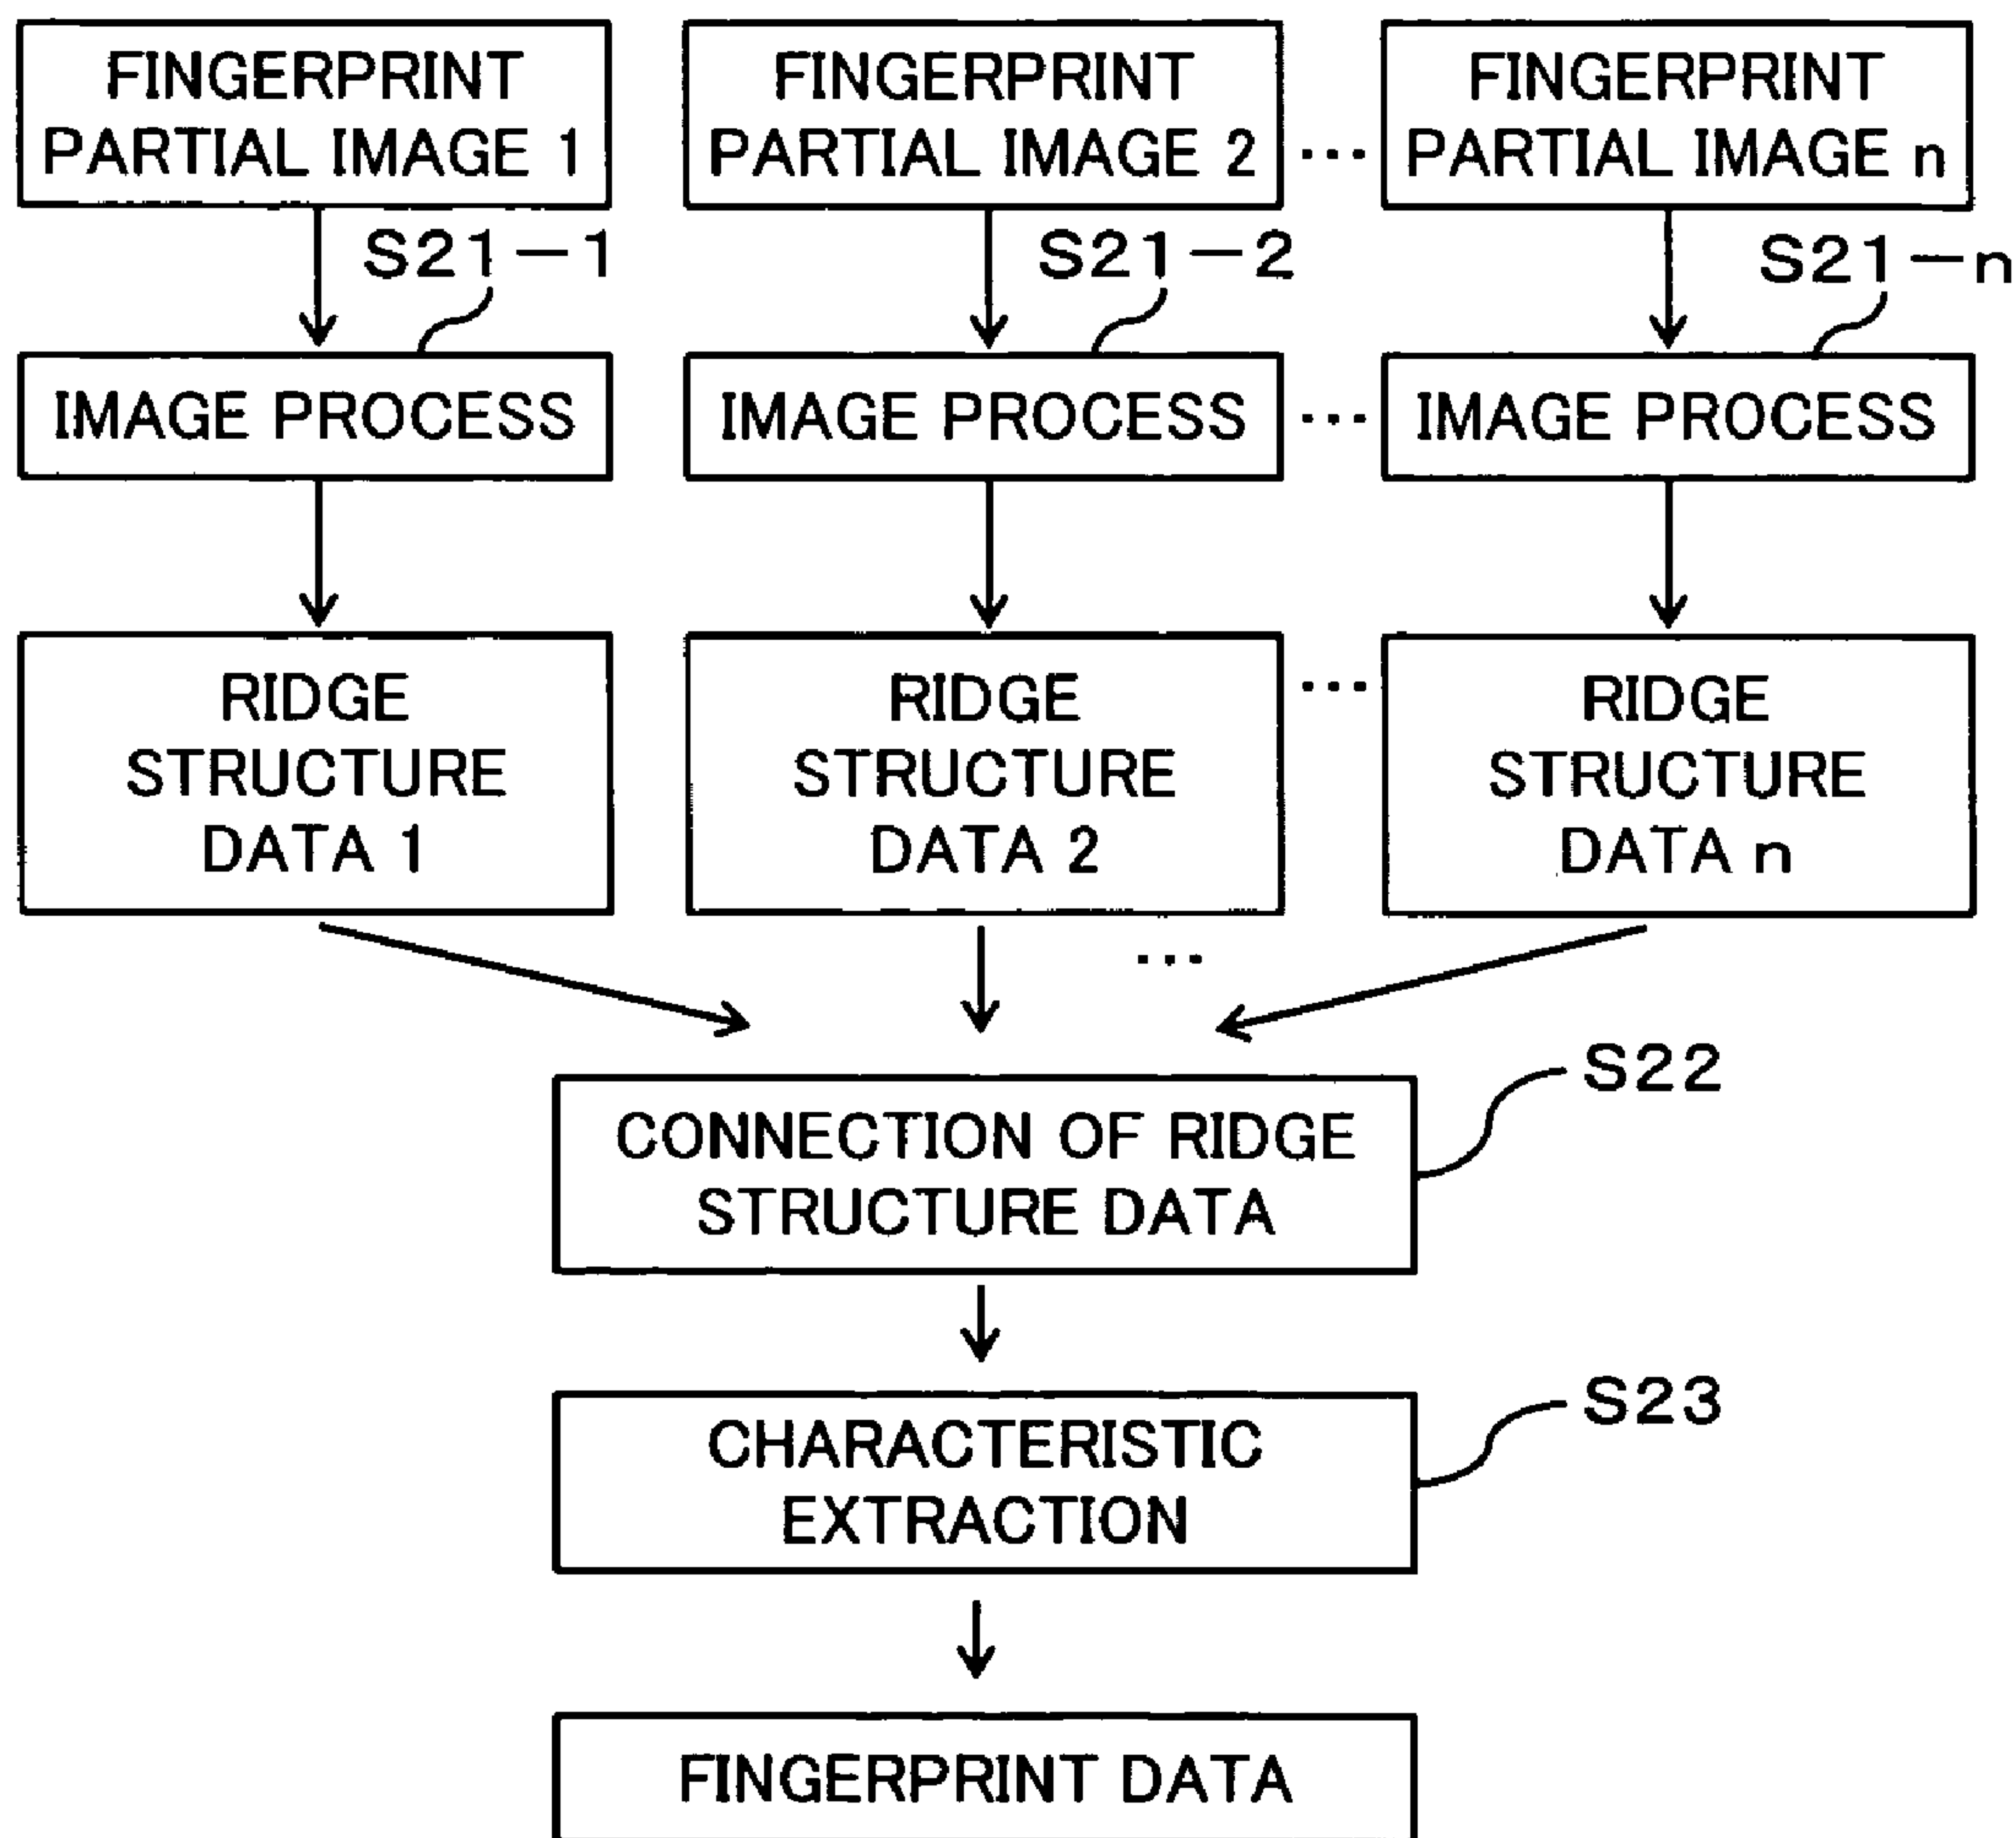 FINGERPRINT
PARTIAL IMAGE 1
FINGERPRINT
PARTIAL IMAGE 2
...
FINGERPRINT
PARTIAL IMAGE n
S21-1
S21-2
S21-n
IMAGE PROCESS
IMAGE PROCESS
...
IMAGE PROCESS
RIDGE
STRUCTURE
DATA 1
RIDGE
STRUCTURE
DATA 2
...
RIDGE
STRUCTURE
DATA n
...
S22
CONNECTION OF RIDGE
STRUCTURE DATA
S23
CHARACTERISTIC
EXTRACTION
FINGERPRINT DATA